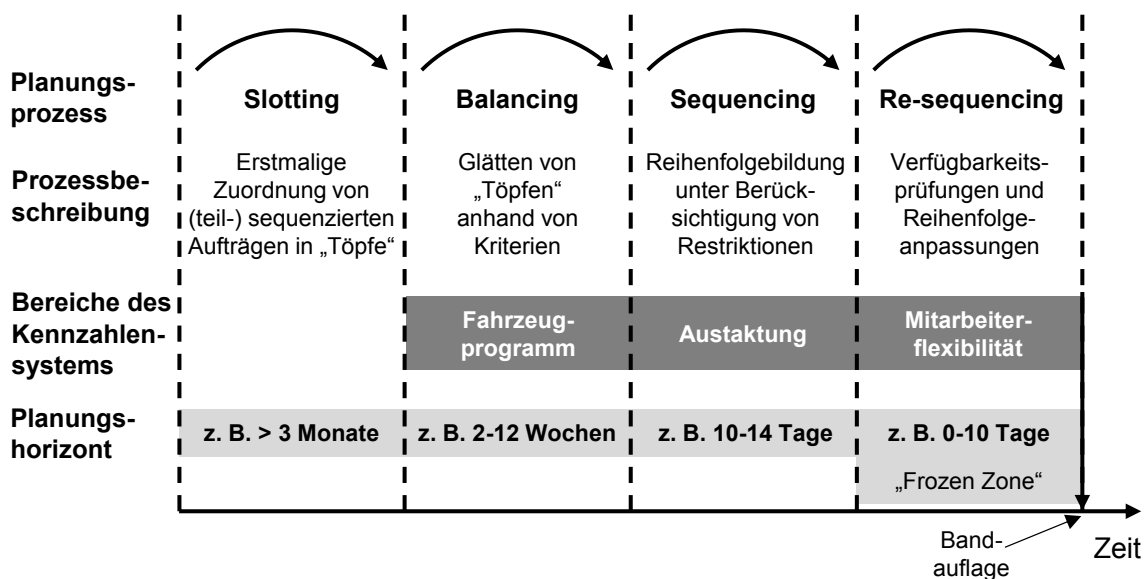 Planungs-
prozess
Slotting
Balancing
Sequencing
Re-sequencing
Prozessbe-
schreibung
Erstmalige
Zuordnung von
(teil-) sequenzierten
Aufträgen in „Töpfe“
Glätten von
„Töpfen“
anhand von
Kriterien
Reihenfolgebildung
unter Berück-
sichtigung von
Restriktionen
Verfügbarkeits-
prüfungen und
Reihenfolge-
anpassungen
Bereiche des
Kennzahlen-
systems
Fahrzeug-
programm
Austaktung
Mitarbeiter-
flexibilität
Planungs-
horizont
z. B. > 3 Monate
z. B. 2-12 Wochen
z. B. 10-14 Tage
z. B. 0-10 Tage
„Frozen Zone“
Band-
auflage
Zeit